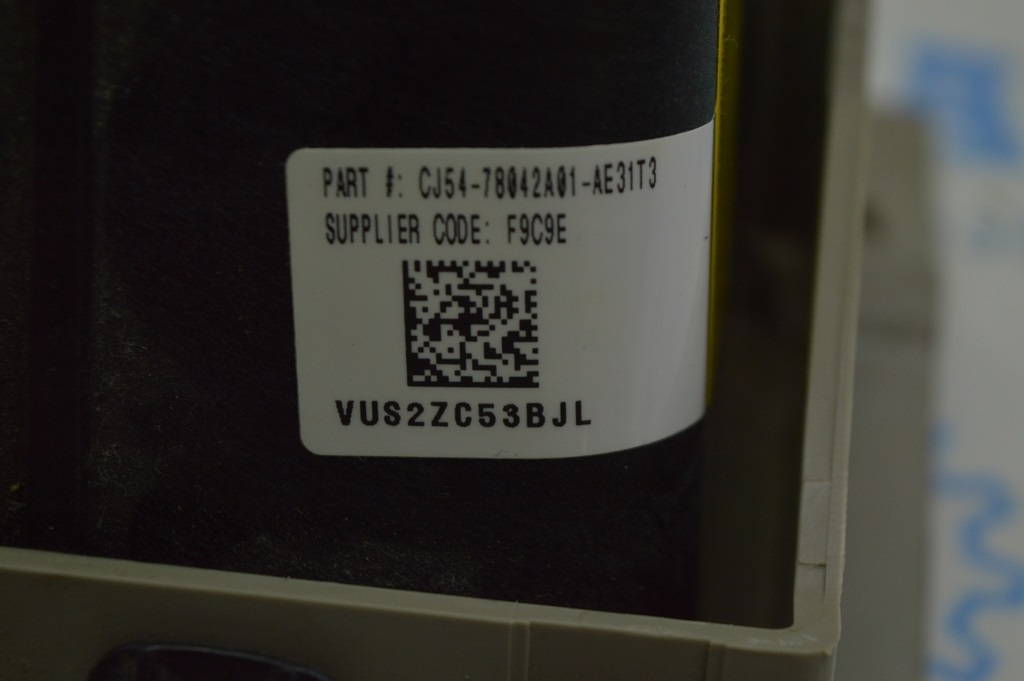 PART #: CJ54-78042A01-AE31T3
SUPPLIER CODE: F9C9E
VUS2ZC53BJL